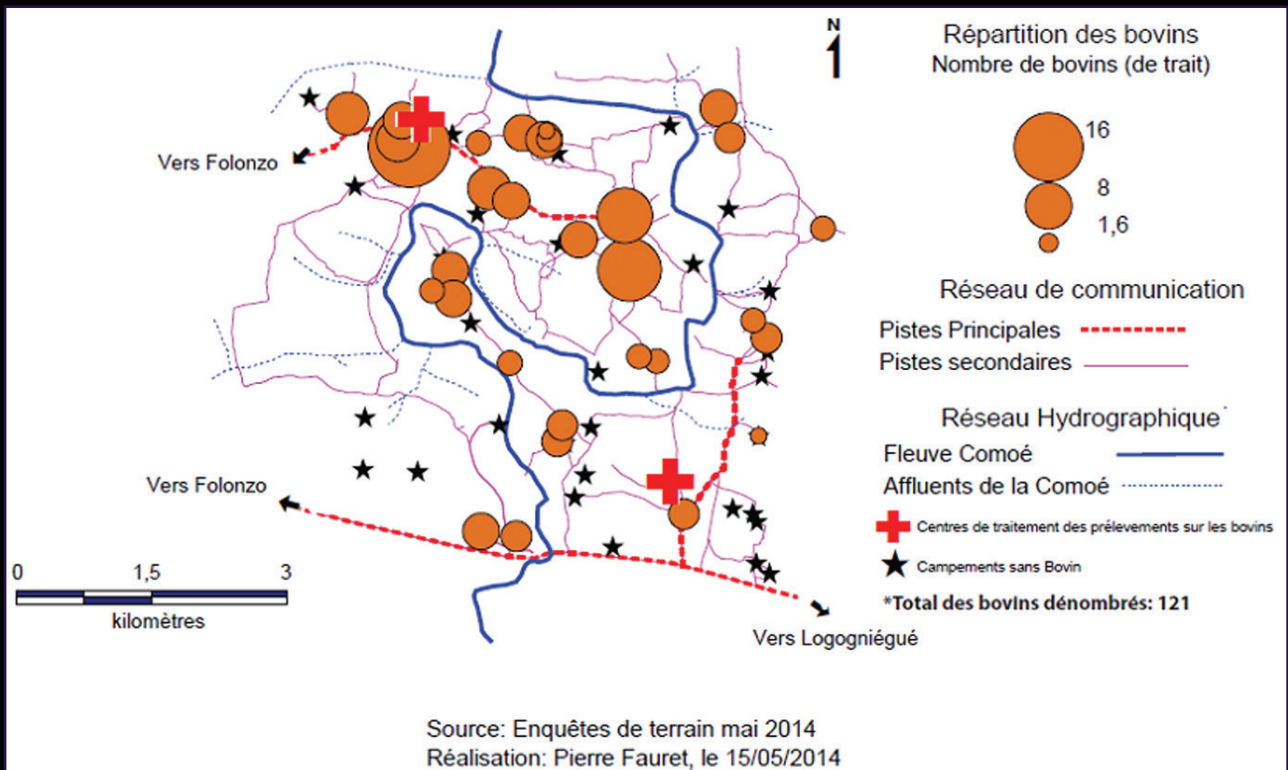 N
Répartition des bovins
Nombre de bovins (de trait)
16
8
1,6
Vers Folonzo
Réseau de communication
Pistes Principales
Pistes secondaires
Réseau Hydrographique
Fleuve Comoé
Affluents de la Comoé
Centres de traitement des prélevements sur les bovins
Campements sans Bovin
*Total des bovins dénombrés: 121
Vers Folonzo
0 1,5 3
kilomètres
Vers Logogniégué
Source: Enquêtes de terrain mai 2014
Réalisation: Pierre Fauret, le 15/05/2014